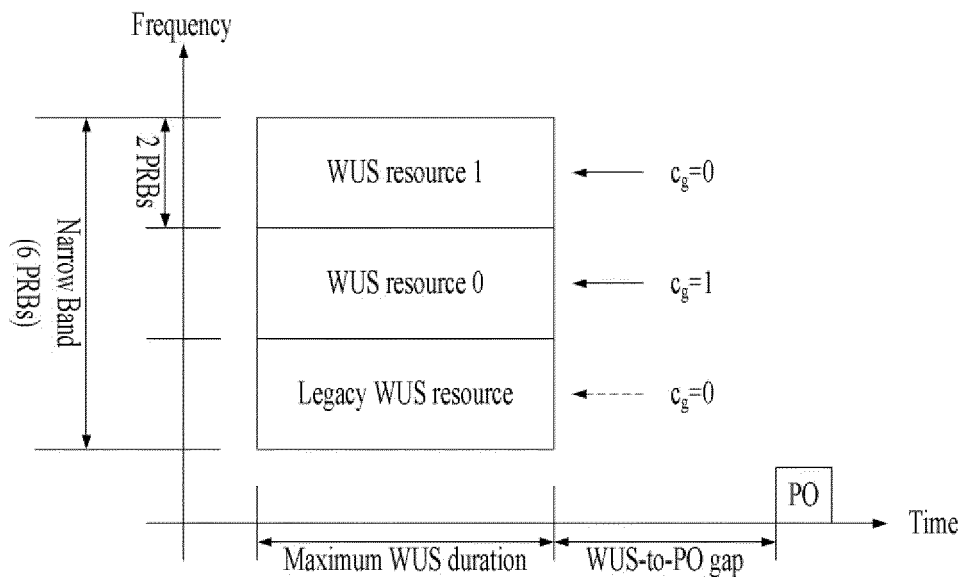 Frequency
2 PRBs
Narrow Band
(6 PRBs)
WUS resource 1
c_g=0
WUS resource 0
c_g=1
Legacy WUS resource
c_g=0
PO
Time
Maximum WUS duration
WUS-to-PO gap